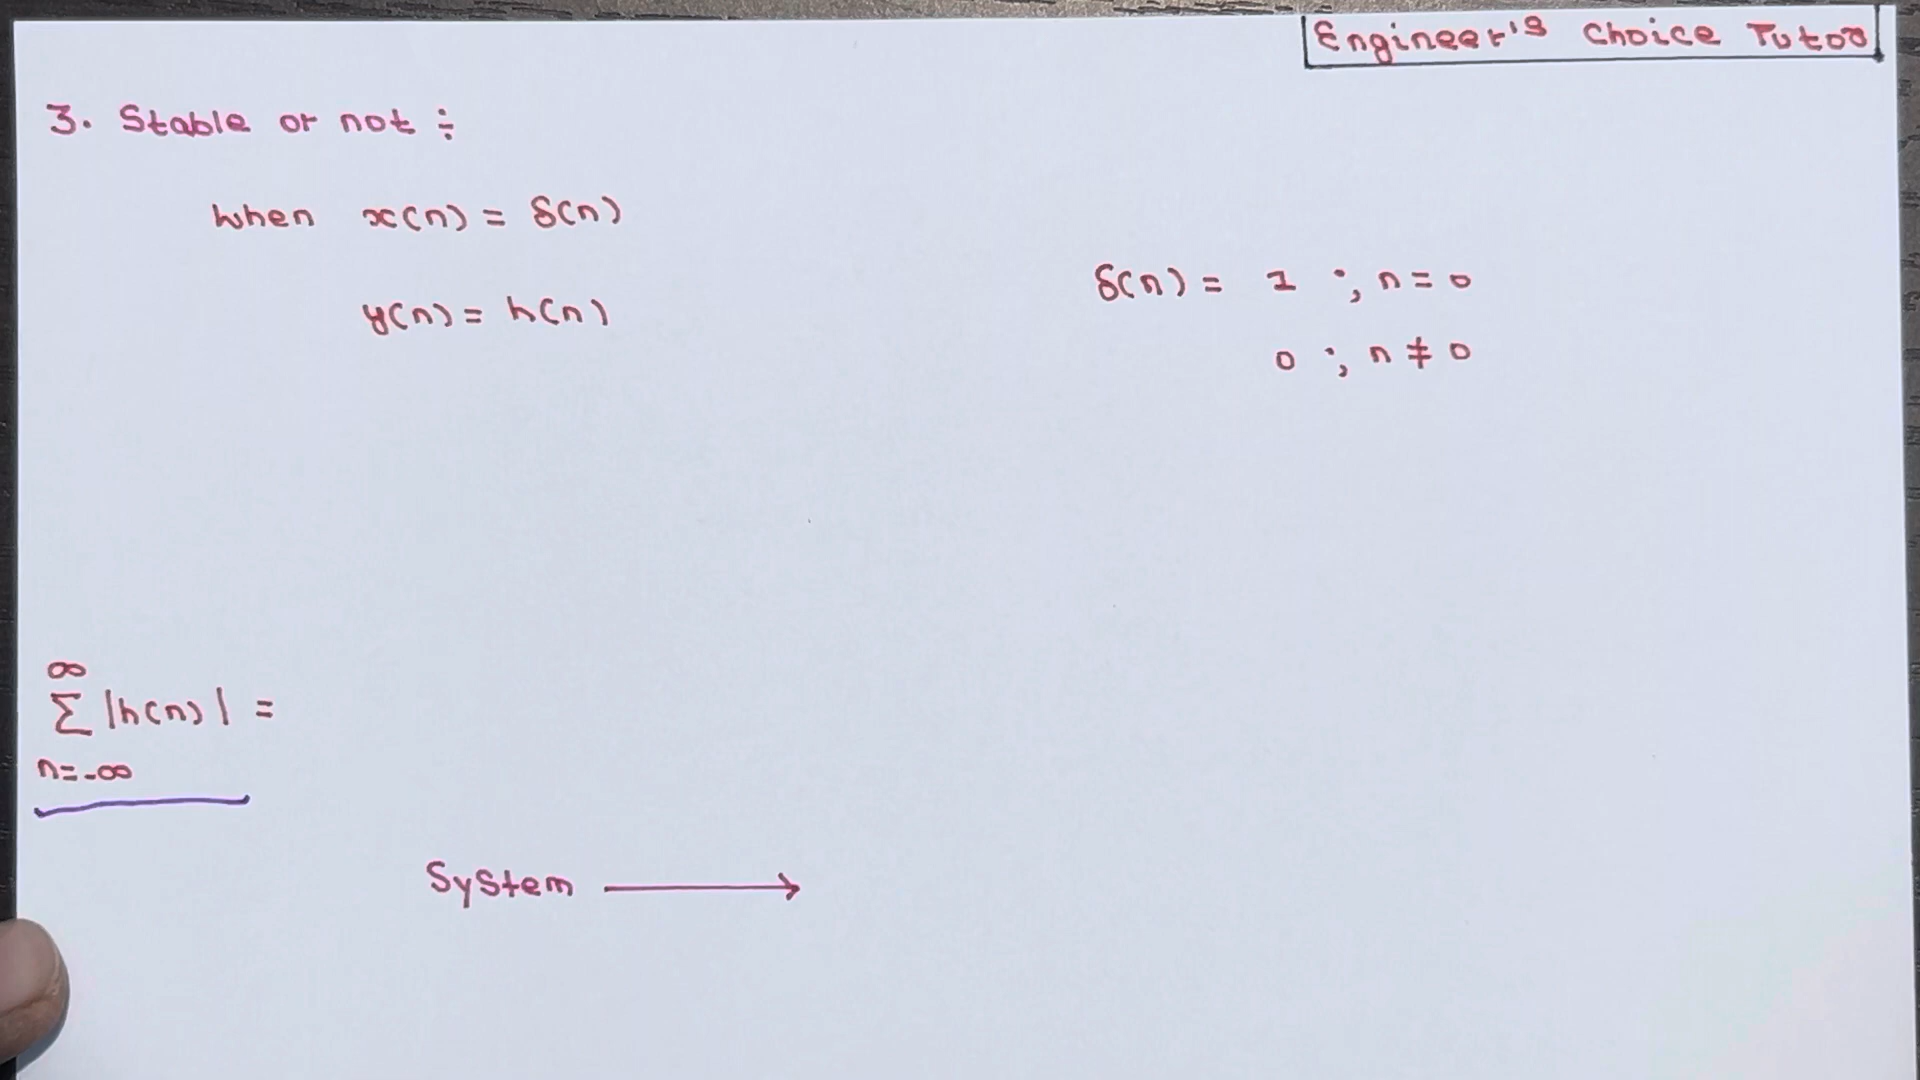 Engineer's Choice Tutor
3. Stable or not ÷
when x(n) = δ(n)
y(n) = h(n)
δ(n) = 1 ; n = 0
0 ; n ≠ 0
∞
Σ |h(n)| =
n=-∞
System ⟶